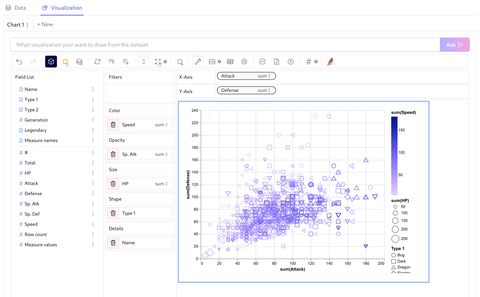 Data
Visualization
Chart 1
+ New
What visualization your want to draw from the dataset
Ask
Field List
Name
Type 1
Type 2
Generation
Legendary
Measure names
#
Total
HP
Attack
Defense
Sp. Atk
Sp. Def
Speed
Row count
Measure values
Filters
Color
Speed
sum
Opacity
Sp. Atk
sum
Size
HP
sum
Shape
Type 1
Details
Name
X-Axis
Attack
sum
Y-Axis
Defense
sum
240
220
200
180
160
140
120
100
80
60
40
20
0
sum(Defense)
0
20
40
60
80
100
120
140
160
180
200
sum(Attack)
sum(Speed)
150
100
50
sum(HP)
50
100
150
200
250
Type 1
Bug
Dark
Dragon